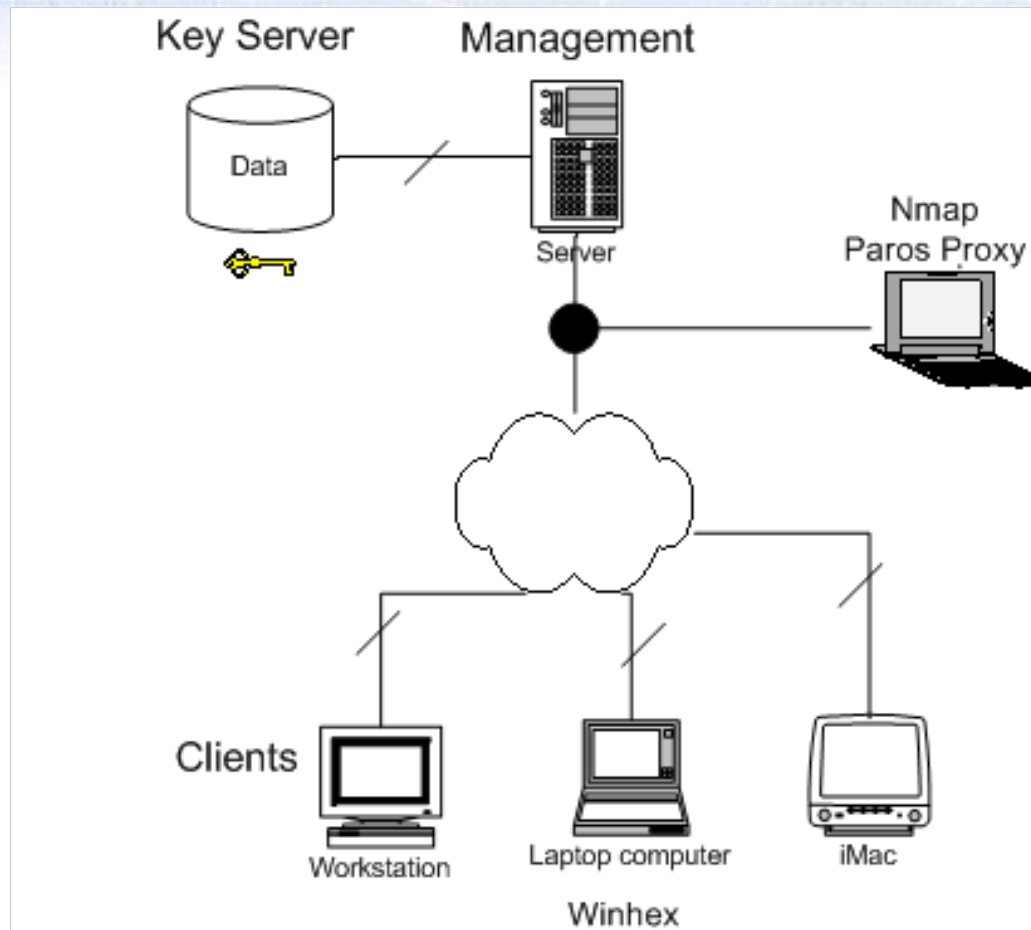 Key Server
Management
Data
Server
Nmap
Paros Proxy
Clients
Workstation
Laptop computer
iMac
Winhex